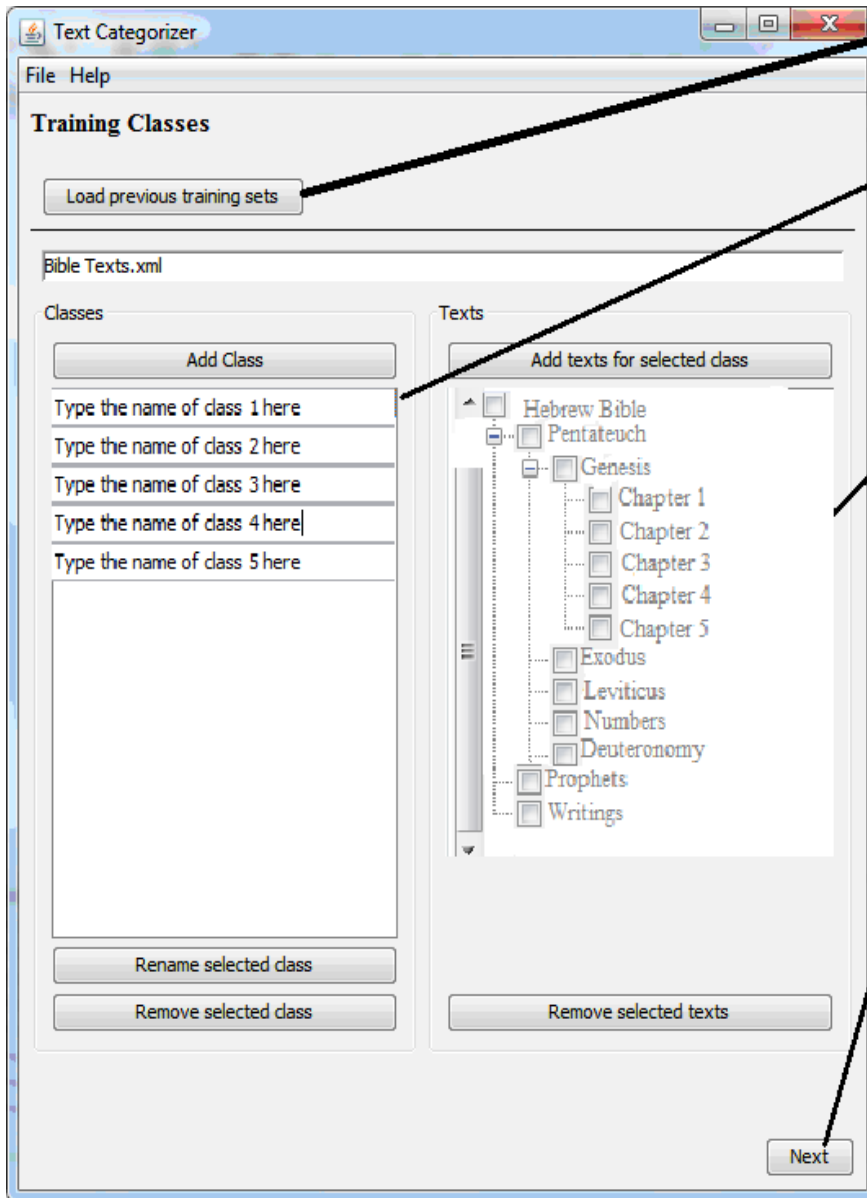 Text Categorizer
File Help
Training Classes
Load previous training sets
Bible Texts.xml
Classes
Add Class
Type the name of class 1 here
Type the name of class 2 here
Type the name of class 3 here
Type the name of class 4 here
Type the name of class 5 here
Rename selected class
Remove selected class
Texts
Add texts for selected class
Hebrew Bible
Pentateuch
Genesis
Chapter 1
Chapter 2
Chapter 3
Chapter 4
Chapter 5
Exodus
Leviticus
Numbers
Deuteronomy
Prophets
Writings
Remove selected texts
Next